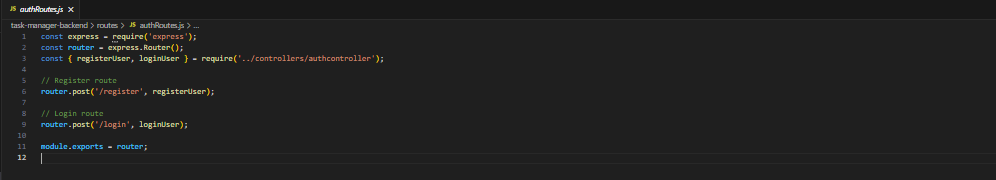 JS authRoutes.js ×
task-manager-backend > routes > JS authRoutes.js > ...
1 const express = require('express');
2 const router = express.Router();
3 const { registerUser, loginUser } = require('../controllers/authcontroller');
4
5 // Register route
6 router.post('/register', registerUser);
7
8 // Login route
9 router.post('/login', loginUser);
10
11 module.exports = router;
12